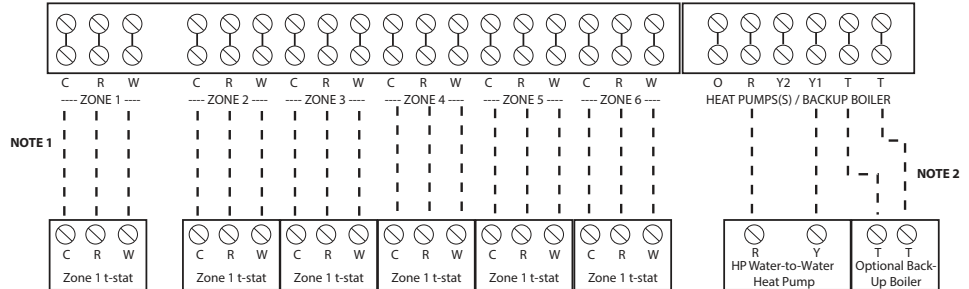 C R W C R W C R W C R W C R W C R W O R Y2 Y1 T T
---- ZONE 1 ---- ---- ZONE 2 ---- ---- ZONE 3 ---- ---- ZONE 4 ---- ---- ZONE 5 ---- ---- ZONE 6 ---- HEAT PUMPS(S) / BACKUP BOILER
NOTE 1
NOTE 2
C R W C R W C R W C R W C R W C R W R Y T T
Zone 1 t-stat Zone 1 t-stat Zone 1 t-stat Zone 1 t-stat Zone 1 t-stat Zone 1 t-stat
HP Water-to-Water
Heat Pump
Optional Back-
Up Boiler